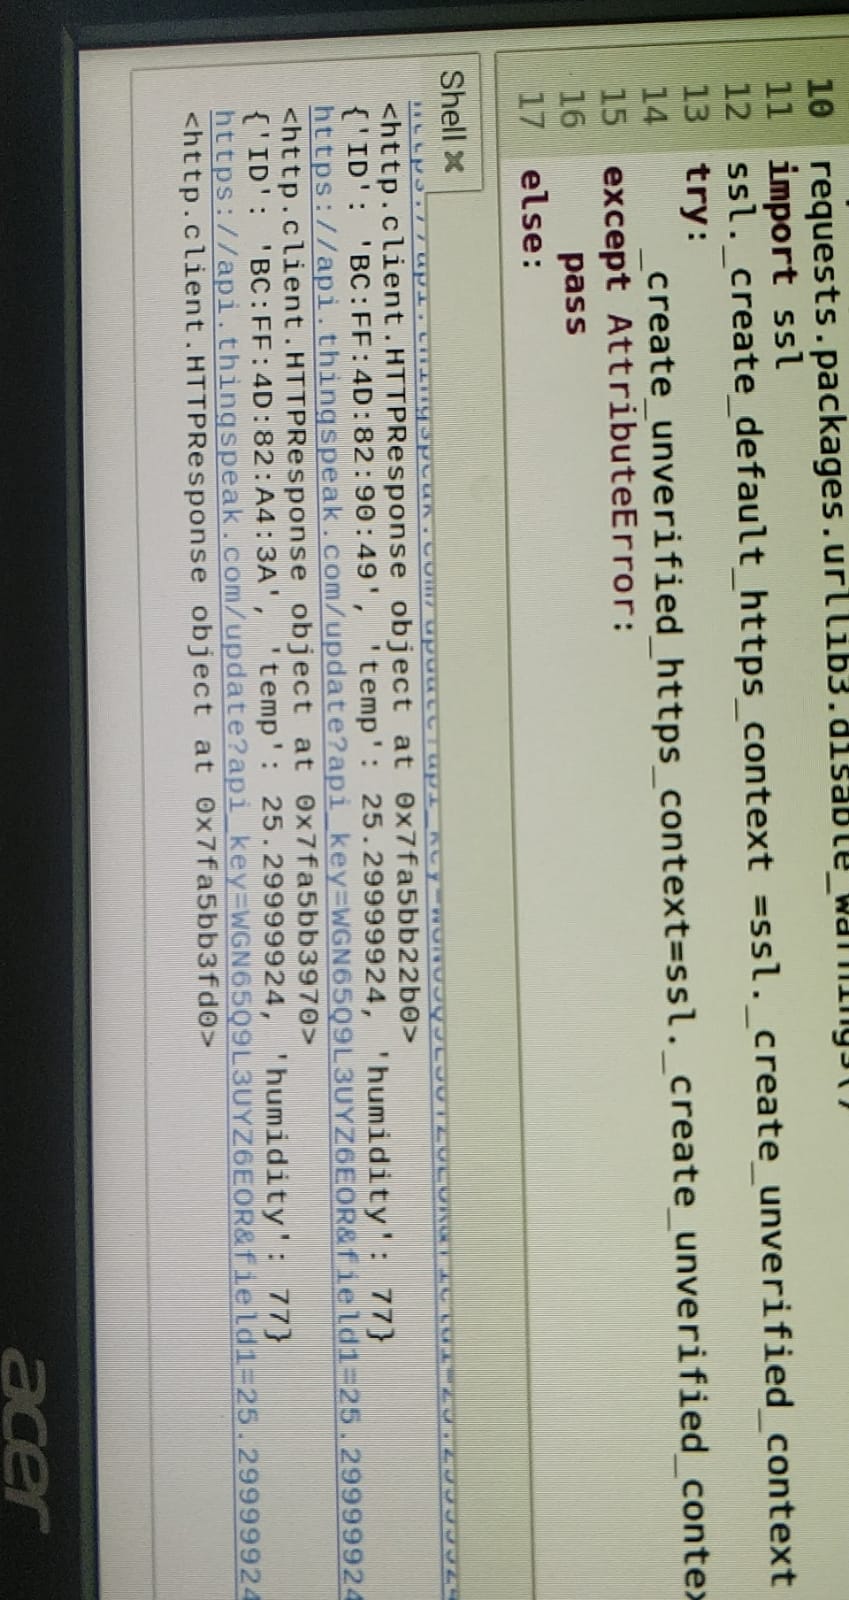 10 requests.packages.urllib3.disable_warnings()
11 import ssl
12 ssl._create_default_https_context =ssl._create_unverified_context
13 try:
14 _create_unverified_https_context=ssl._create_unverified_contex
15 except AttributeError:
16 pass
17 else:
Shell
<http.client.HTTPResponse object at 0x7fa5bb22b0>
{'ID': 'BC:FF:4D:82:90:49', 'temp': 25.29999924, 'humidity': 77}
https://api.thingspeak.com/update?api_key=WGN65Q9L3UYZ6EOR&field1=25.29999924
<http.client.HTTPResponse object at 0x7fa5bb3970>
{'ID': 'BC:FF:4D:82:A4:3A', 'temp': 25.29999924, 'humidity': 77}
https://api.thingspeak.com/update?api_key=WGN65Q9L3UYZ6EOR&field1=25.29999924
<http.client.HTTPResponse object at 0x7fa5bb3fd0>
acer